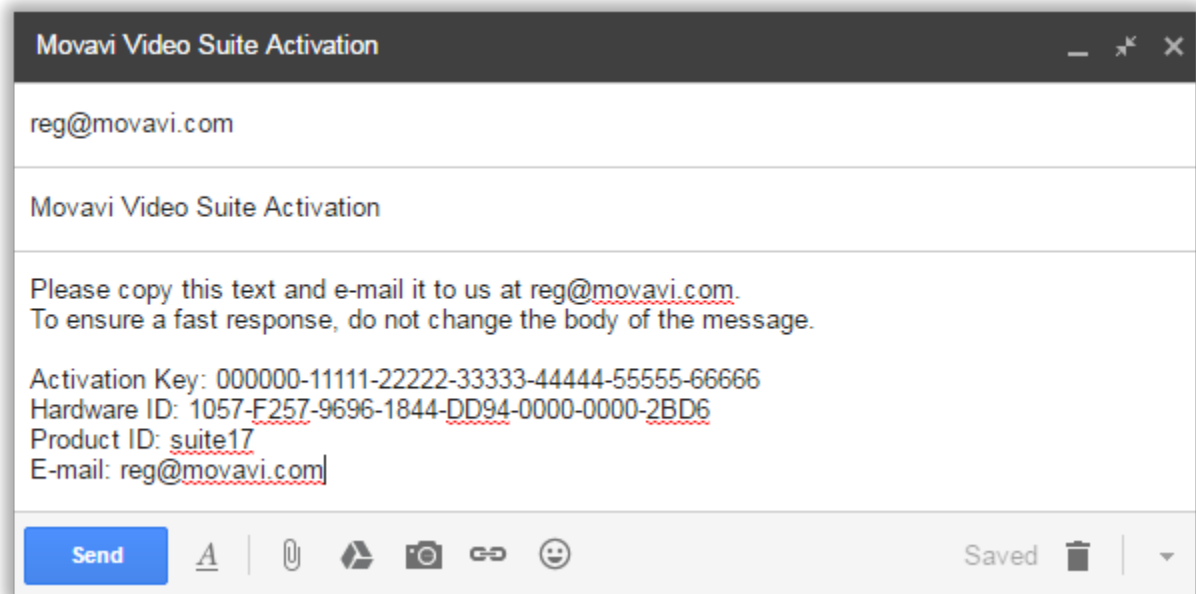 Movavi Video Suite Activation
reg@movavi.com
Movavi Video Suite Activation
Please copy this text and e-mail it to us at reg@movavi.com.
To ensure a fast response, do not change the body of the message.
Activation Key: 000000-11111-22222-33333-44444-55555-66666
Hardware ID: 1057-F257-9696-1844-DD94-0000-0000-2BD6
Product ID: suite17
E-mail: reg@movavi.com
Send A Saved